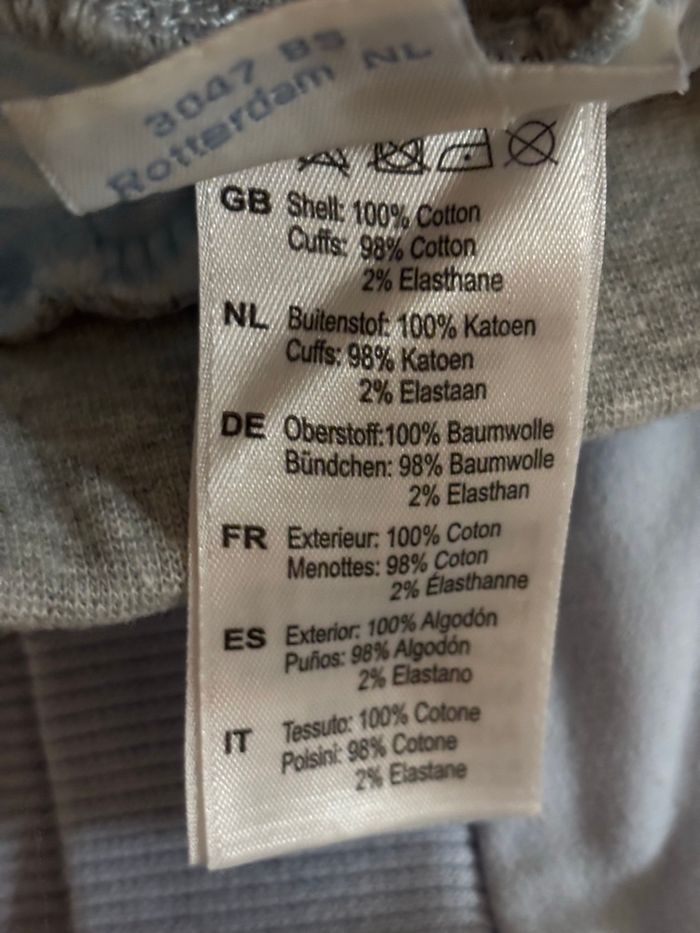 3047 BS
Rotterdam NL
GB Shell: 100% Cotton
Cuffs: 98% Cotton
2% Elasthane
NL Buitenstof: 100% Katoen
Cuffs: 98% Katoen
2% Elastaan
DE Oberstoff:100% Baumwolle
Bündchen: 98% Baumwolle
2% Elasthan
FR Exterieur: 100% Coton
Menottes: 98% Coton
2% Élasthanne
ES Exterior: 100% Algodón
Puños: 98% Algodón
2% Elastano
IT Tessuto: 100% Cotone
Polsini: 98% Cotone
2% Elastane